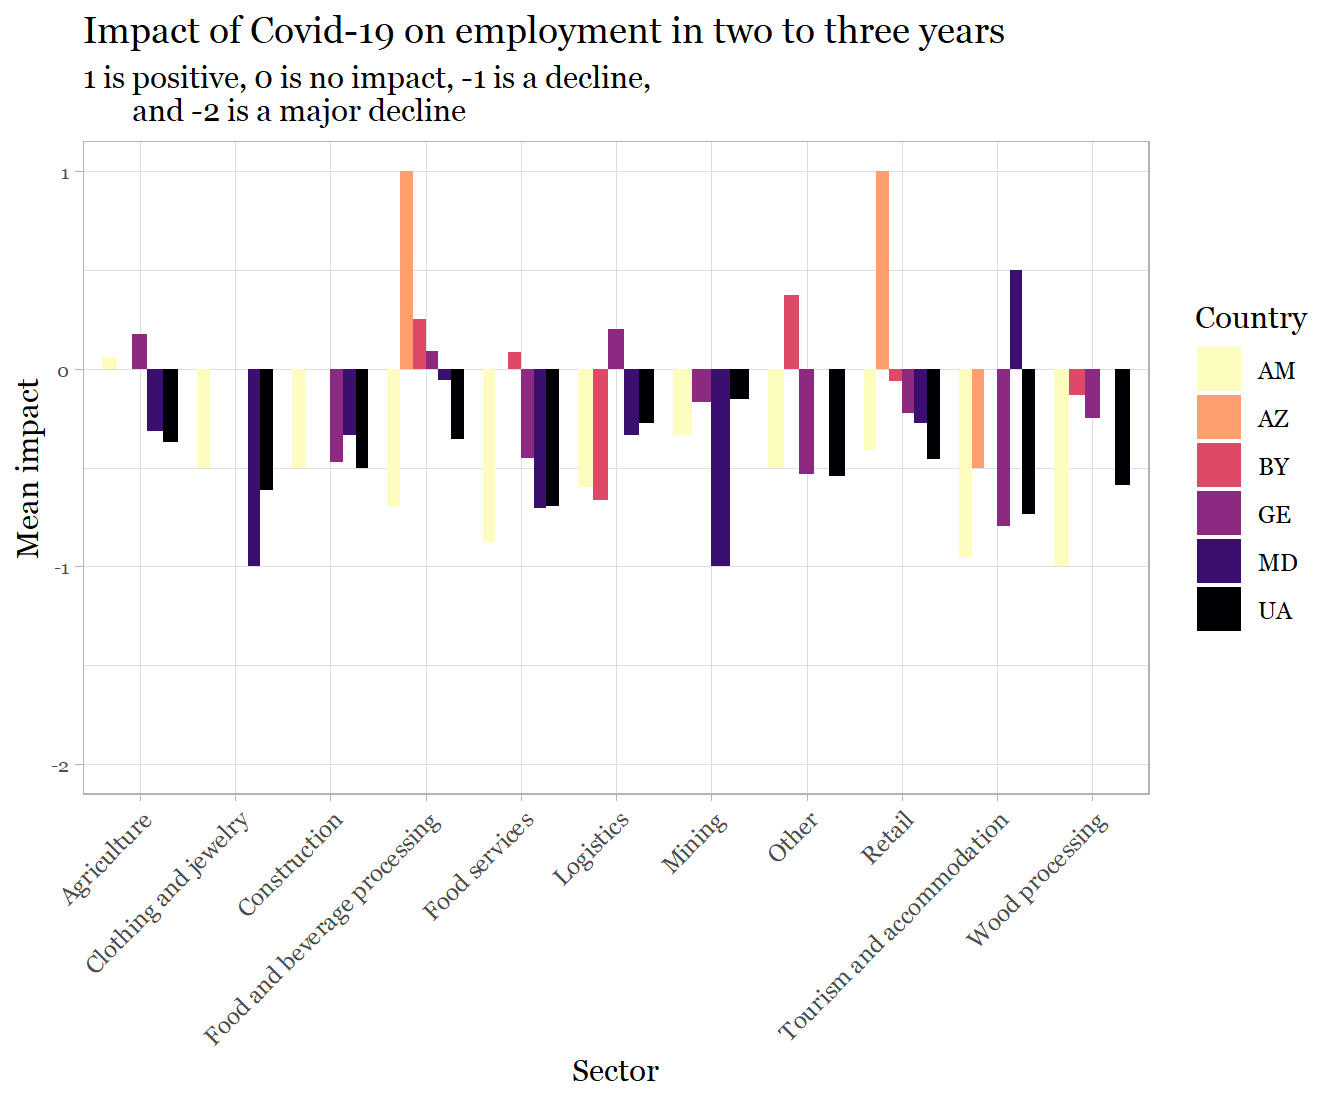 Impact of Covid-19 on employment in two to three years
1 is positive, 0 is no impact, -1 is a decline,
and -2 is a major decline
1
0
-1
-2
Mean impact
Agriculture
Clothing and jewelry
Construction
Food and beverage processing
Food services
Logistics
Mining
Other
Retail
Tourism and accommodation
Wood processing
Sector
Country
AM
AZ
BY
GE
MD
UA